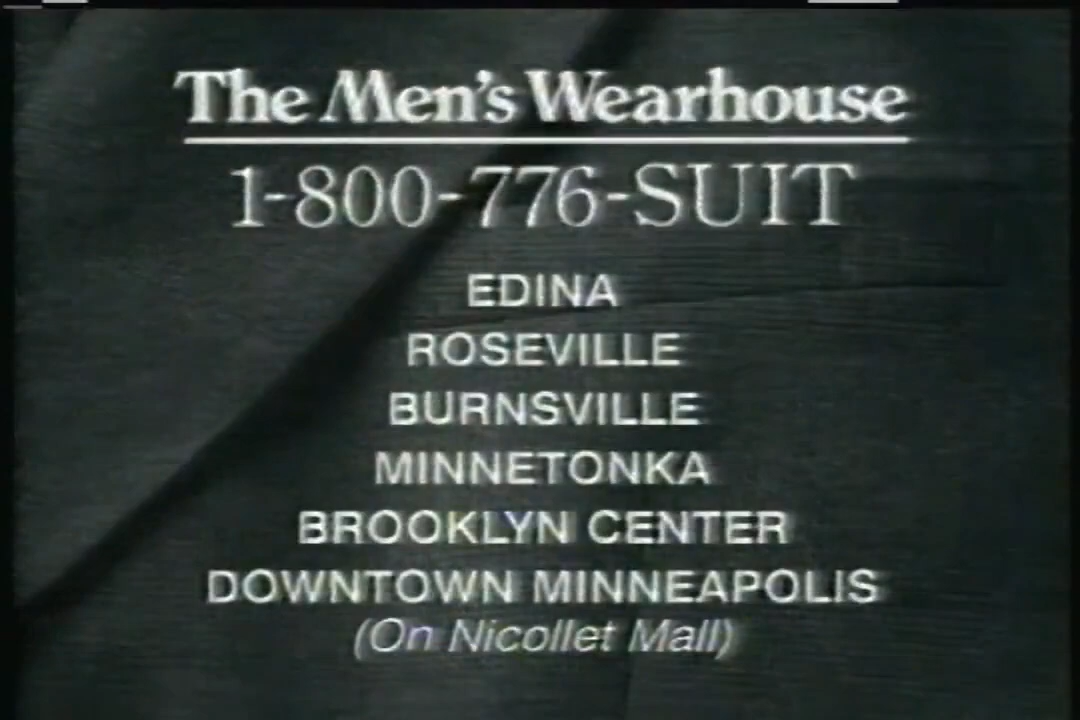 The Men's Wearhouse
1-800-776-SUIT
EDINA
ROSEVILLE
BURNSVILLE
MINNETONKA
BROOKLYN CENTER
DOWNTOWN MINNEAPOLIS
(On Nicollet Mall)